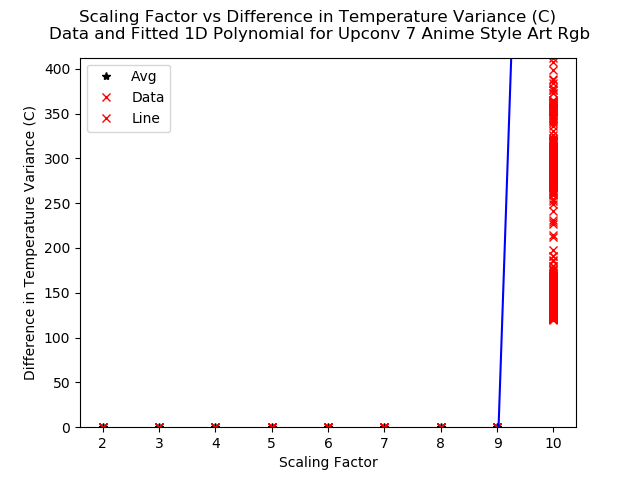 Scaling Factor vs Difference in Temperature Variance (C)
Data and Fitted 1D Polynomial for Upconv 7 Anime Style Art Rgb
Avg
Data
Line
Difference in Temperature Variance (C)
400
350
300
250
200
150
100
50
0
2 3 4 5 6 7 8 9 10
Scaling Factor